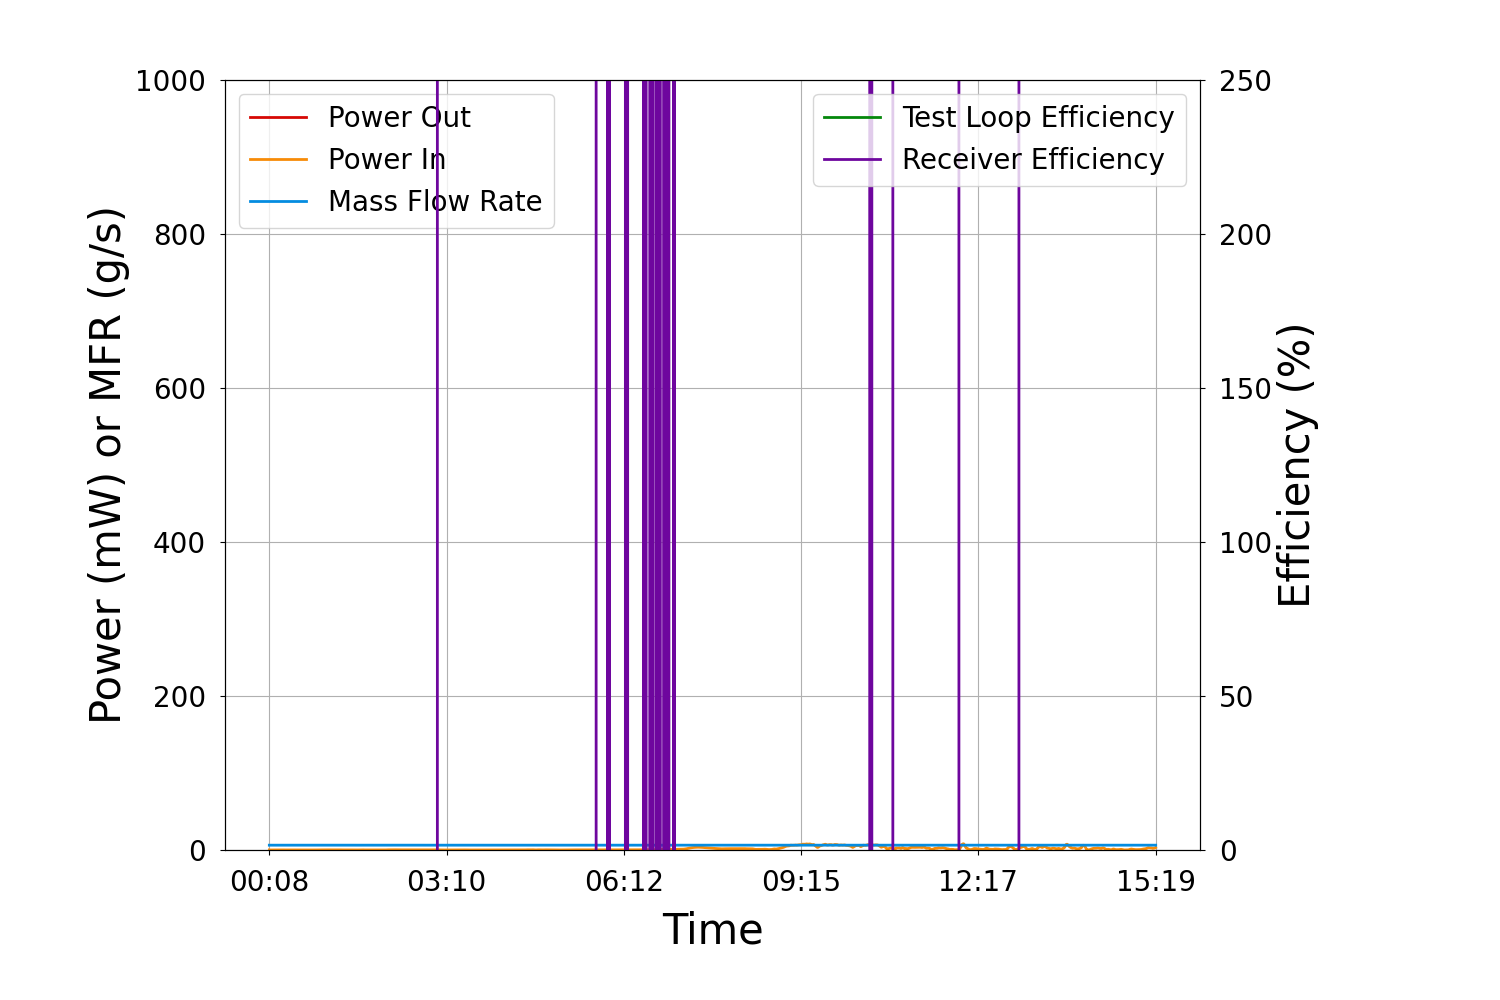 1000
800
600
400
200
0
Power (mW) or MFR (g/s)
Power Out
Power In
Mass Flow Rate
Test Loop Efficiency
Receiver Efficiency
250
200
150
100
50
0
Efficiency (%)
00:08 03:10 06:12 09:15 12:17 15:19
Time